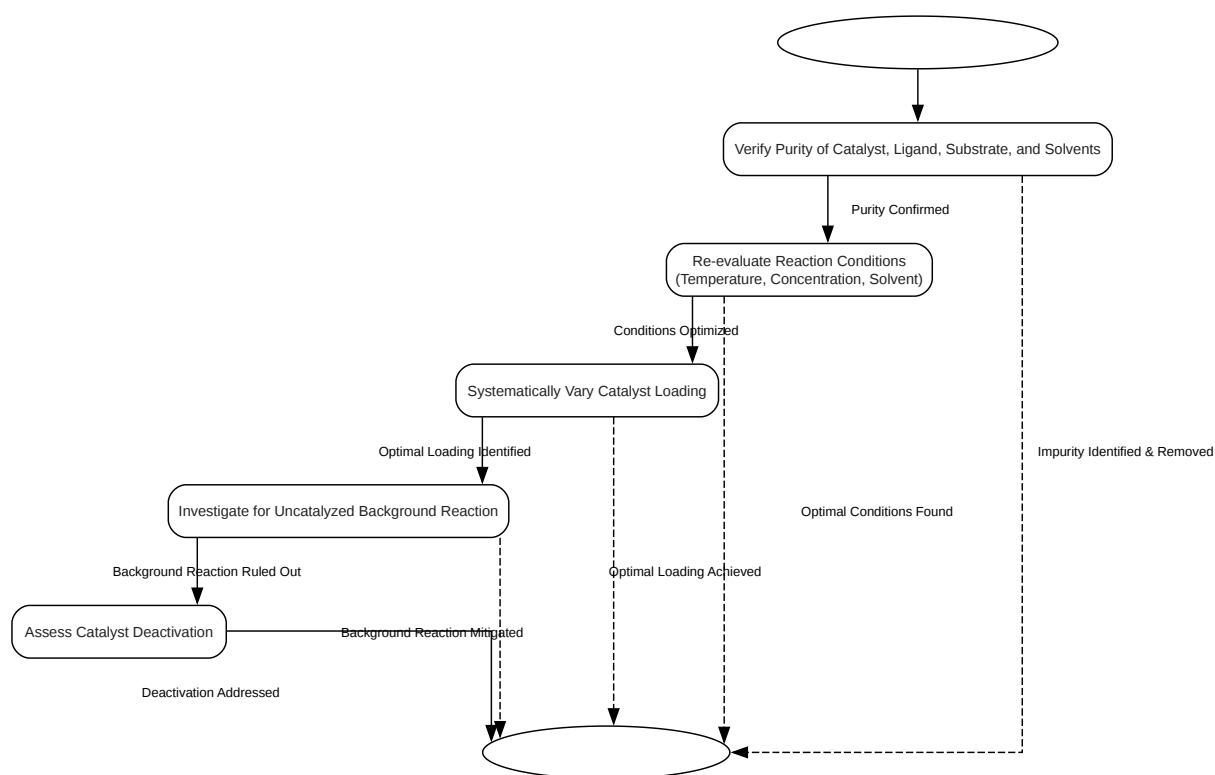 Verify Purity of Catalyst, Ligand, Substrate, and Solvents
Purity Confirmed
Re-evaluate Reaction Conditions
(Temperature, Concentration, Solvent)
Conditions Optimized
Systematically Vary Catalyst Loading
Optimal Loading Identified
Impurity Identified & Removed
Investigate for Uncatalyzed Background Reaction
Optimal Conditions Found
Background Reaction Ruled Out
Optimal Loading Achieved
Assess Catalyst Deactivation
Background Reaction Mitigated
Deactivation Addressed